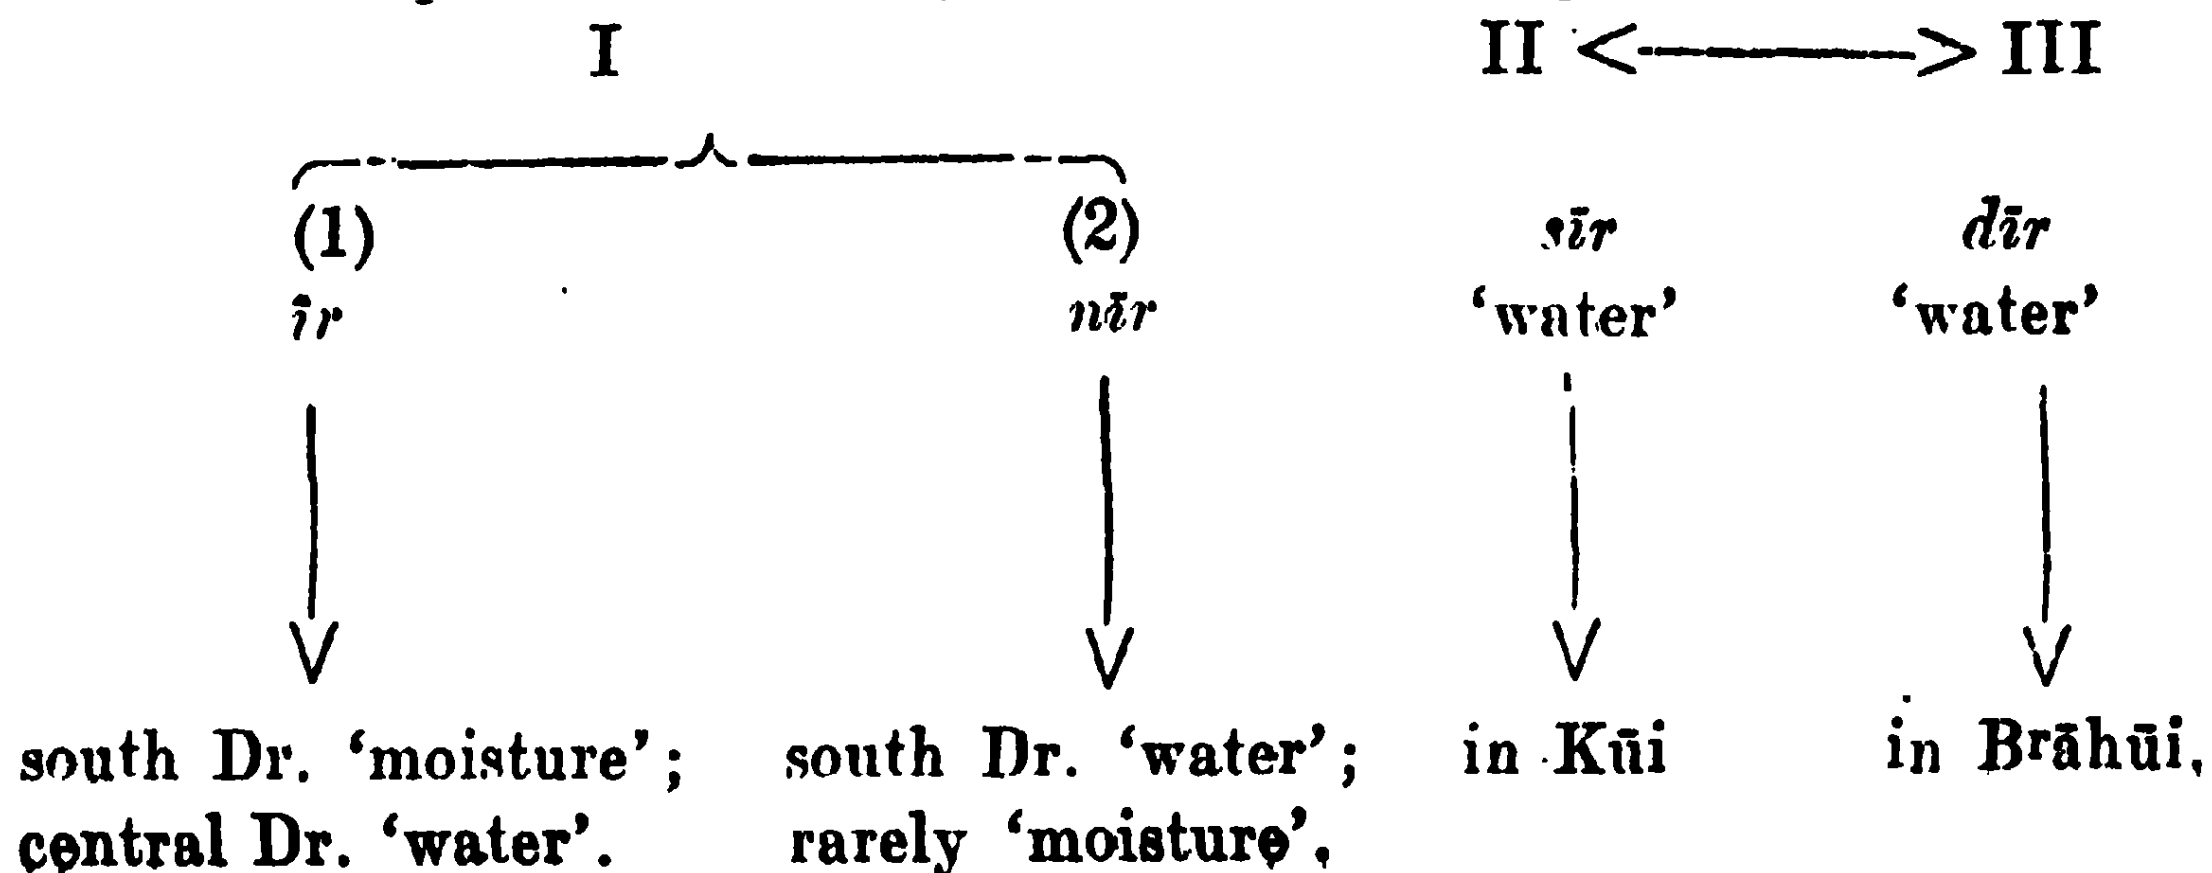 I II <——> III
(1) (2) sīr dīr
īr nīr ‘water’ ‘water’
south Dr. ‘moisture’; south Dr. ‘water’; in Kūi in Brāhūi,
central Dr. ‘water’. rarely ‘moisture’.